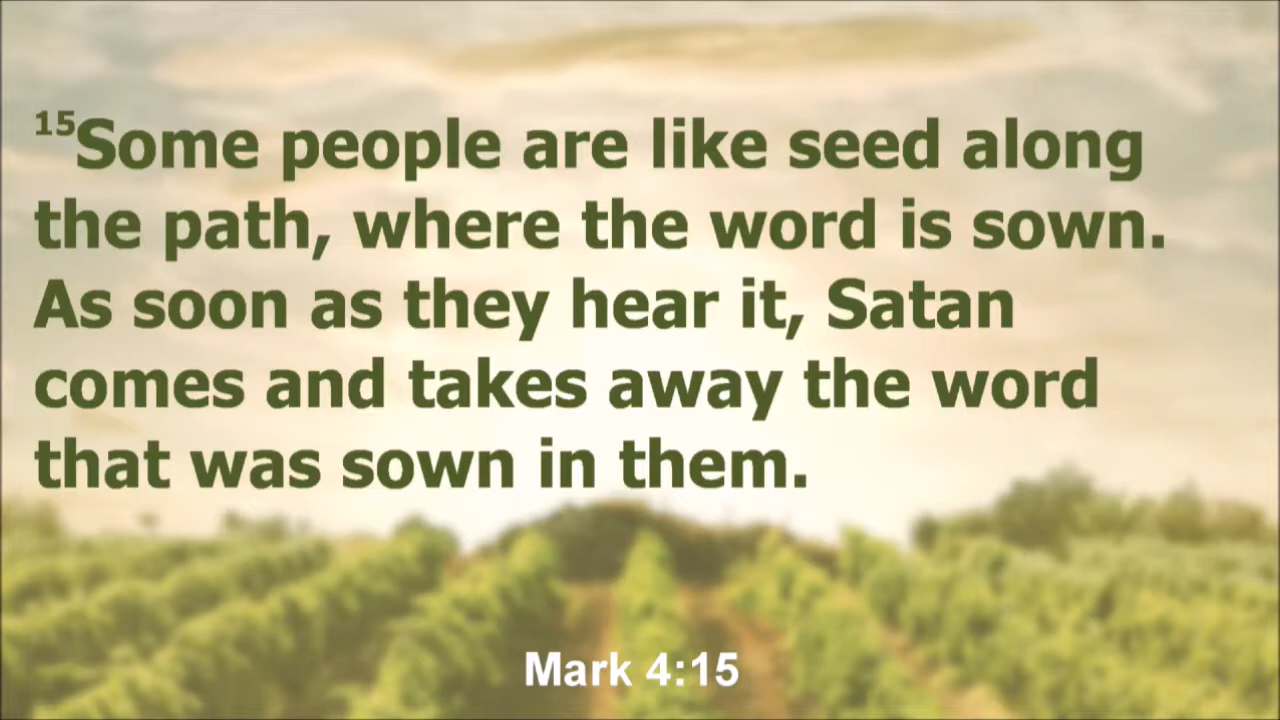 15Some people are like seed along
the path, where the word is sown.
As soon as they hear it, Satan
comes and takes away the word
that was sown in them.
Mark 4:15